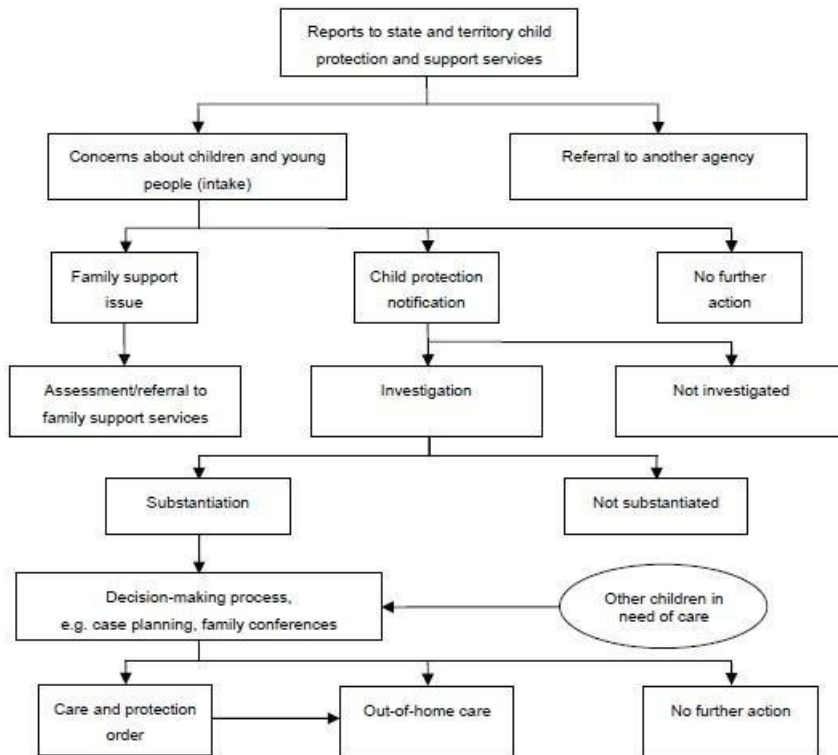 Reports to state and territory child
protection and support services
Concerns about children and young
people (intake)
Referral to another agency
Family support
issue
Child protection
notification
No further
action
Assessment/referral to
family support services
Investigation
Not investigated
Substantiation
Not substantiated
Decision-making process,
e.g. case planning, family conferences
Other children in
need of care
Care and protection
order
Out-of-home care
No further action